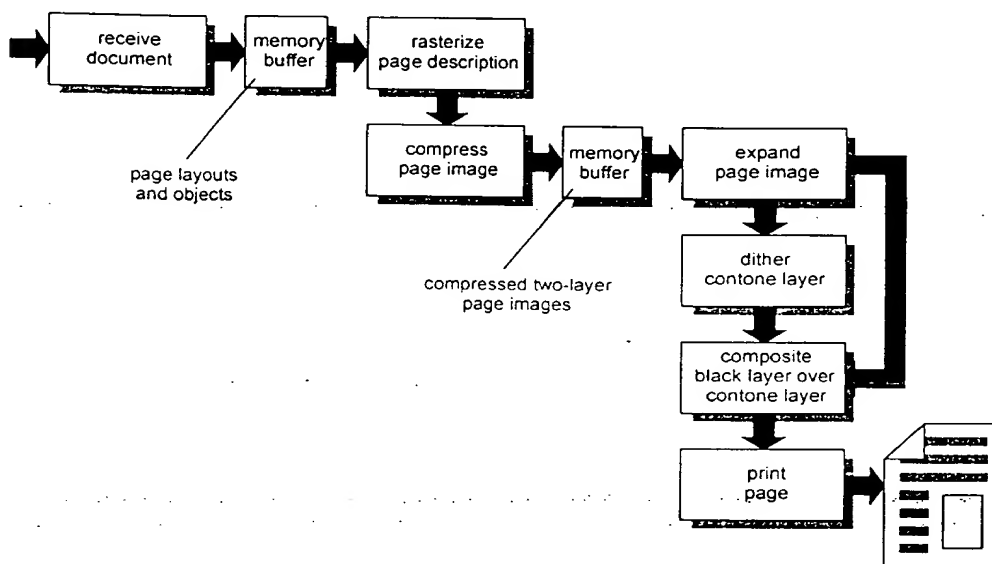 receive
document
memory
buffer
rasterize
page description
page layouts
and objects
compress
page image
memory
buffer
expand
page image
compressed two-layer
page images
dither
contone layer
composite
black layer over
contone layer
print
page